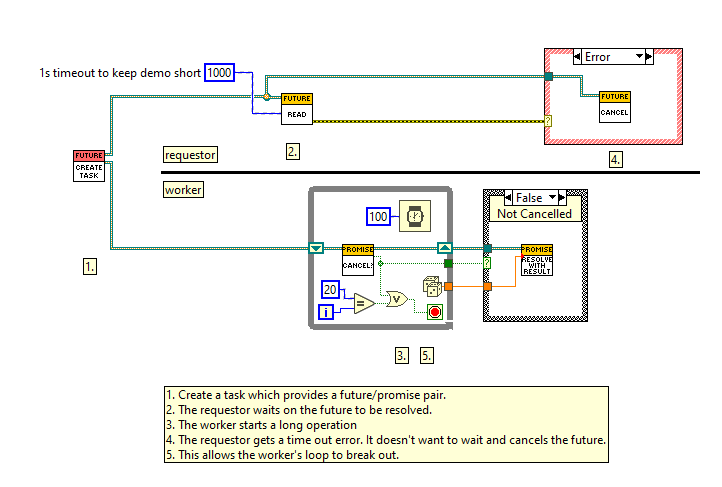 Error
1s timeout to keep demo short
1000
FUTURE
READ
FUTURE
CANCEL
?
requestor
2.
4.
FUTURE
CREATE
TASK
worker
1.
False
Not Cancelled
100
PROMISE
CANCEL?
PROMISE
RESOLVE
WITH
RESULT
?
20
i
=
V
3.
5.
1. Create a task which provides a future/promise pair.
2. The requestor waits on the future to be resolved.
3. The worker starts a long operation
4. The requestor gets a time out error. It doesn't want to wait and cancels the future.
5. This allows the worker's loop to break out.